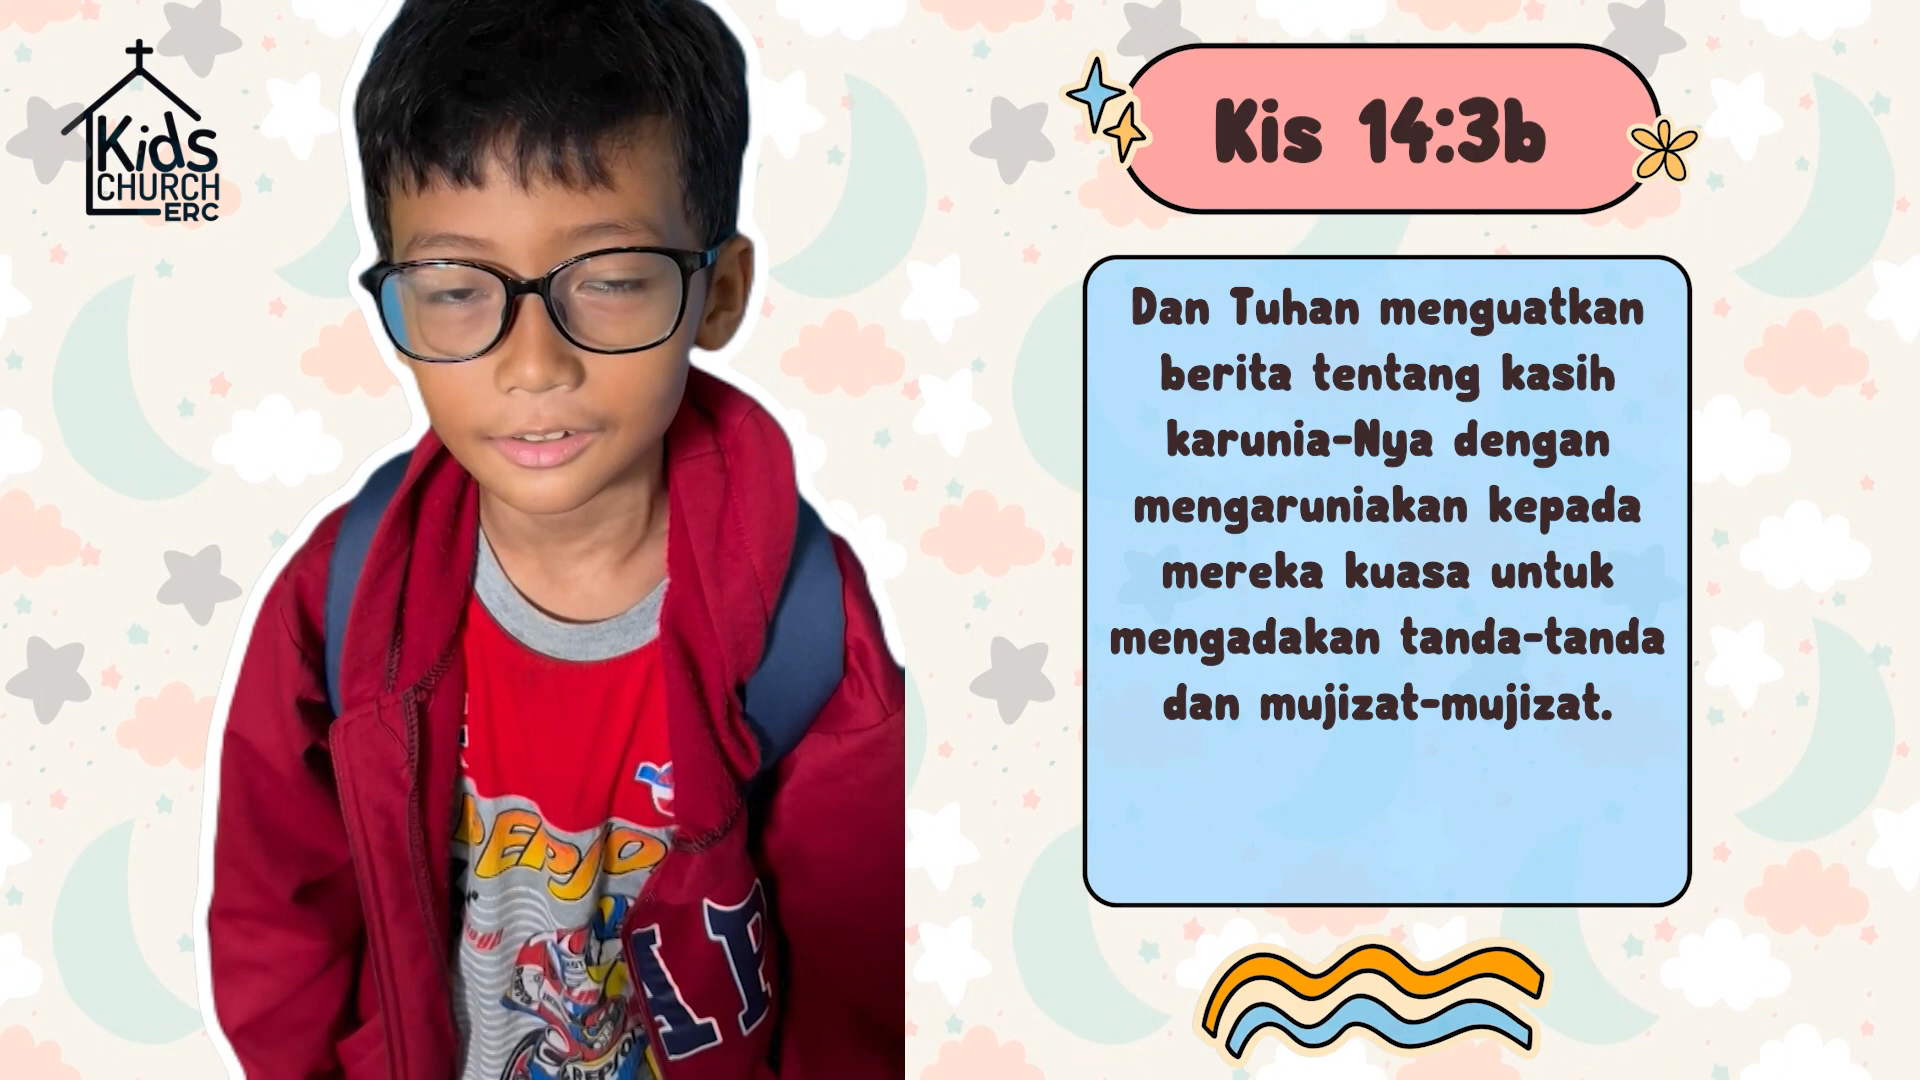 Kids
CHURCH
ERC
Kis 14:3b
Dan Tuhan menguatkan
berita tentang kasih
karunia-Nya dengan
mengaruniakan kepada
mereka kuasa untuk
mengadakan tanda-tanda
dan mujizat-mujizat.